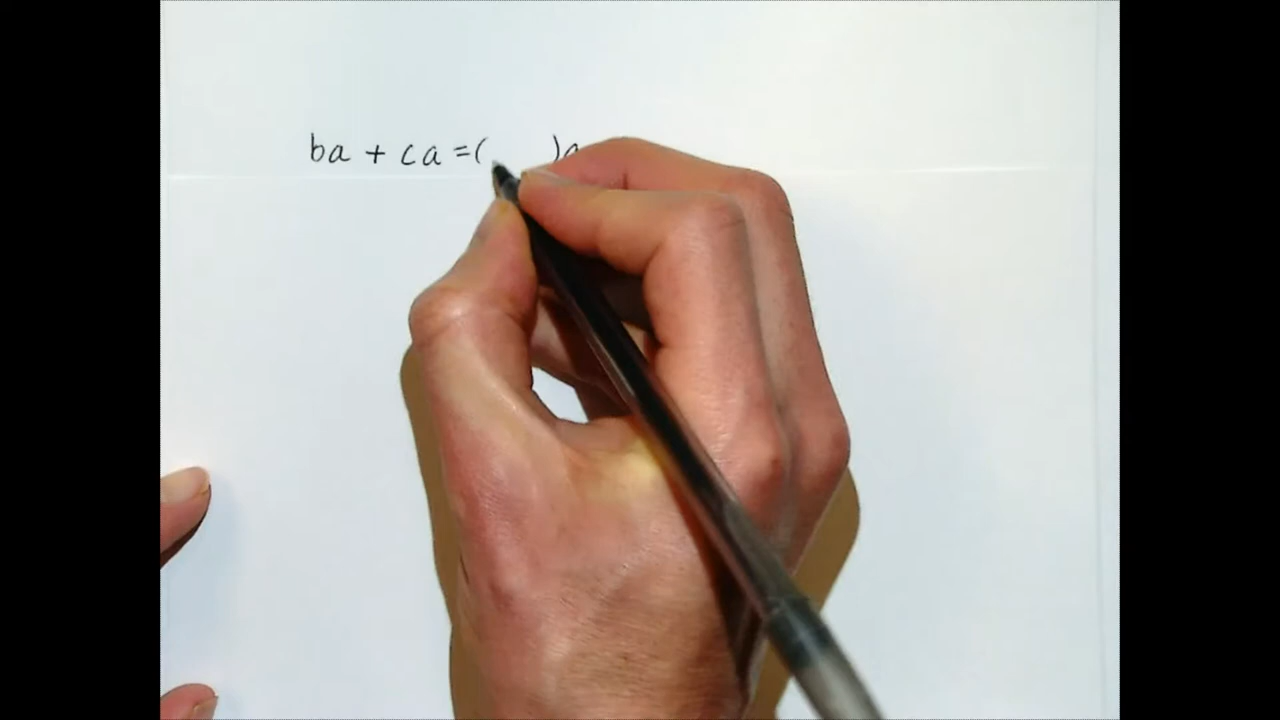 ba + ca = ( )a